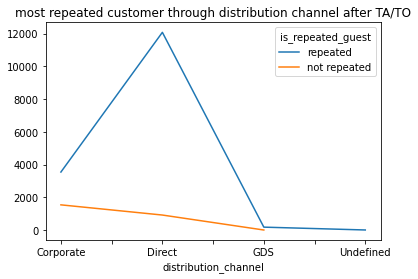 most repeated customer through distribution channel after TA/TO
is_repeated_guest
repeated
not repeated
12000
10000
8000
6000
4000
2000
0
Corporate
Direct
GDS
Undefined
distribution_channel